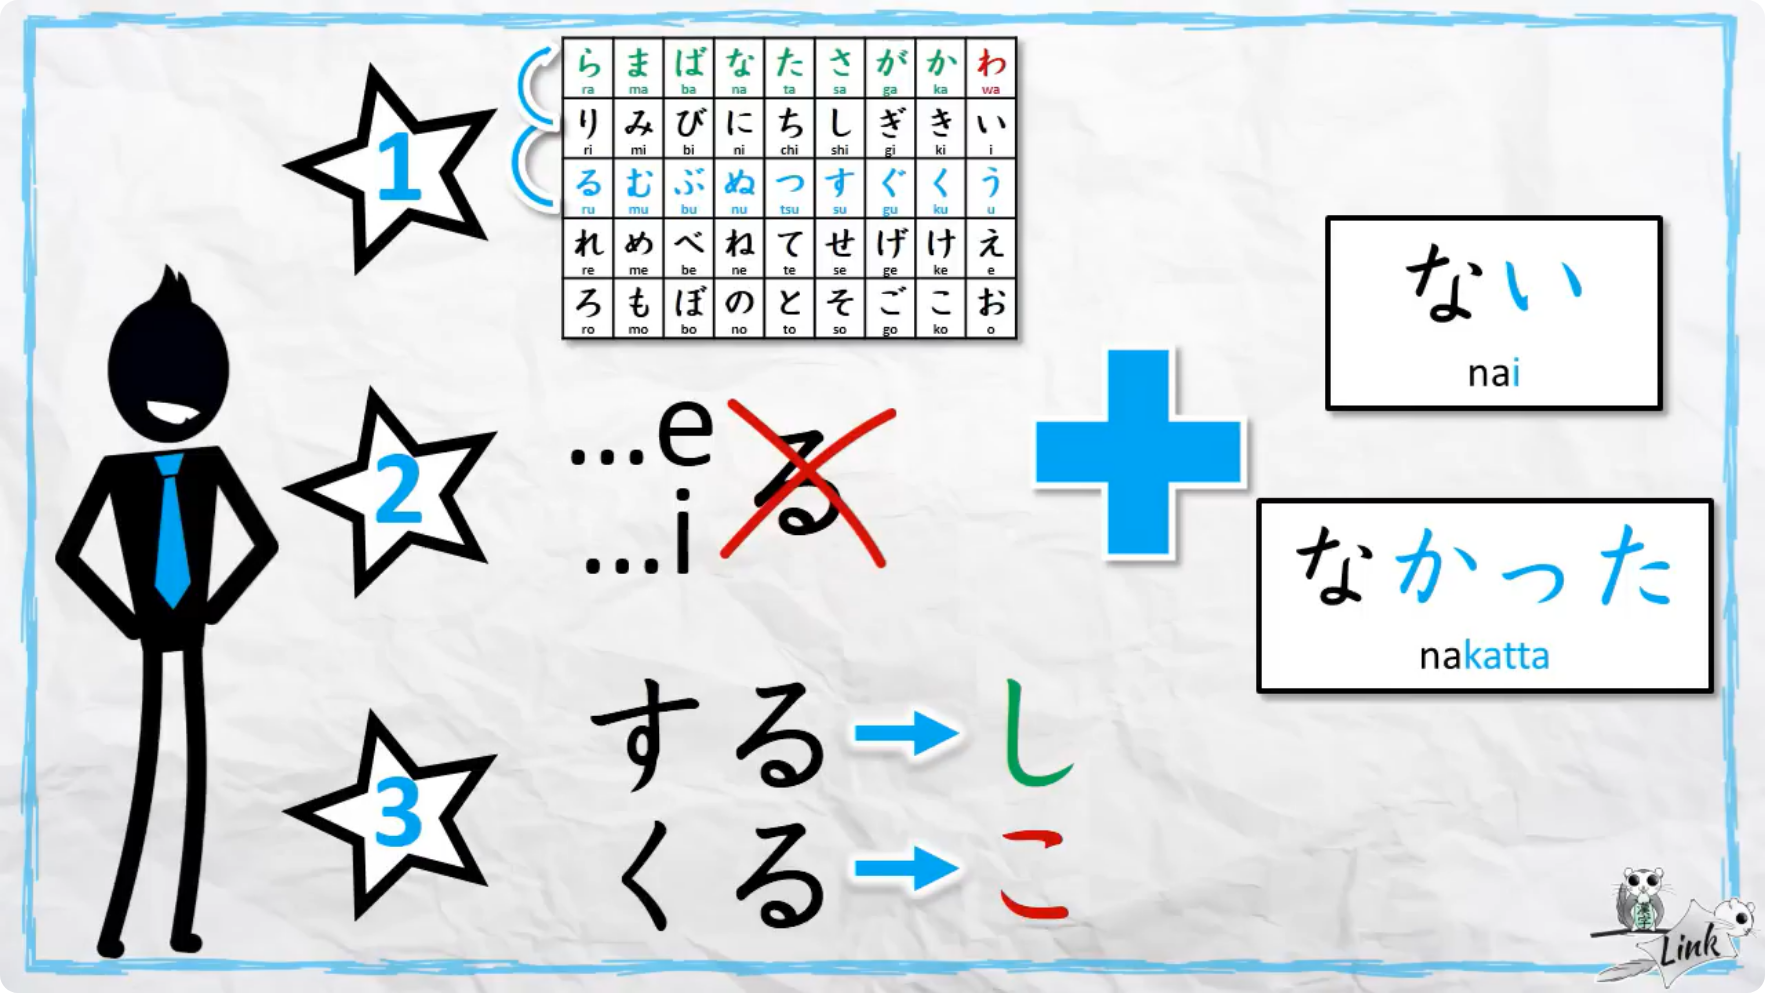 1
ら ま ば な た さ が か わ
ra ma ba na ta sa ga ka wa
り み び に ち し ぎ き い
ri mi bi ni chi shi gi ki i
る む ぶ ぬ つ す ぐ く う
ru mu bu nu tsu su gu ku u
れ め べ ね て せ げ け え
re me be ne te se ge ke e
ろ も ぼ の と そ ご こ お
ro mo bo no to so go ko o
2
...e る
...i
3
する し
くる こ
ない
nai
なかった
nakatta
漢字
Link